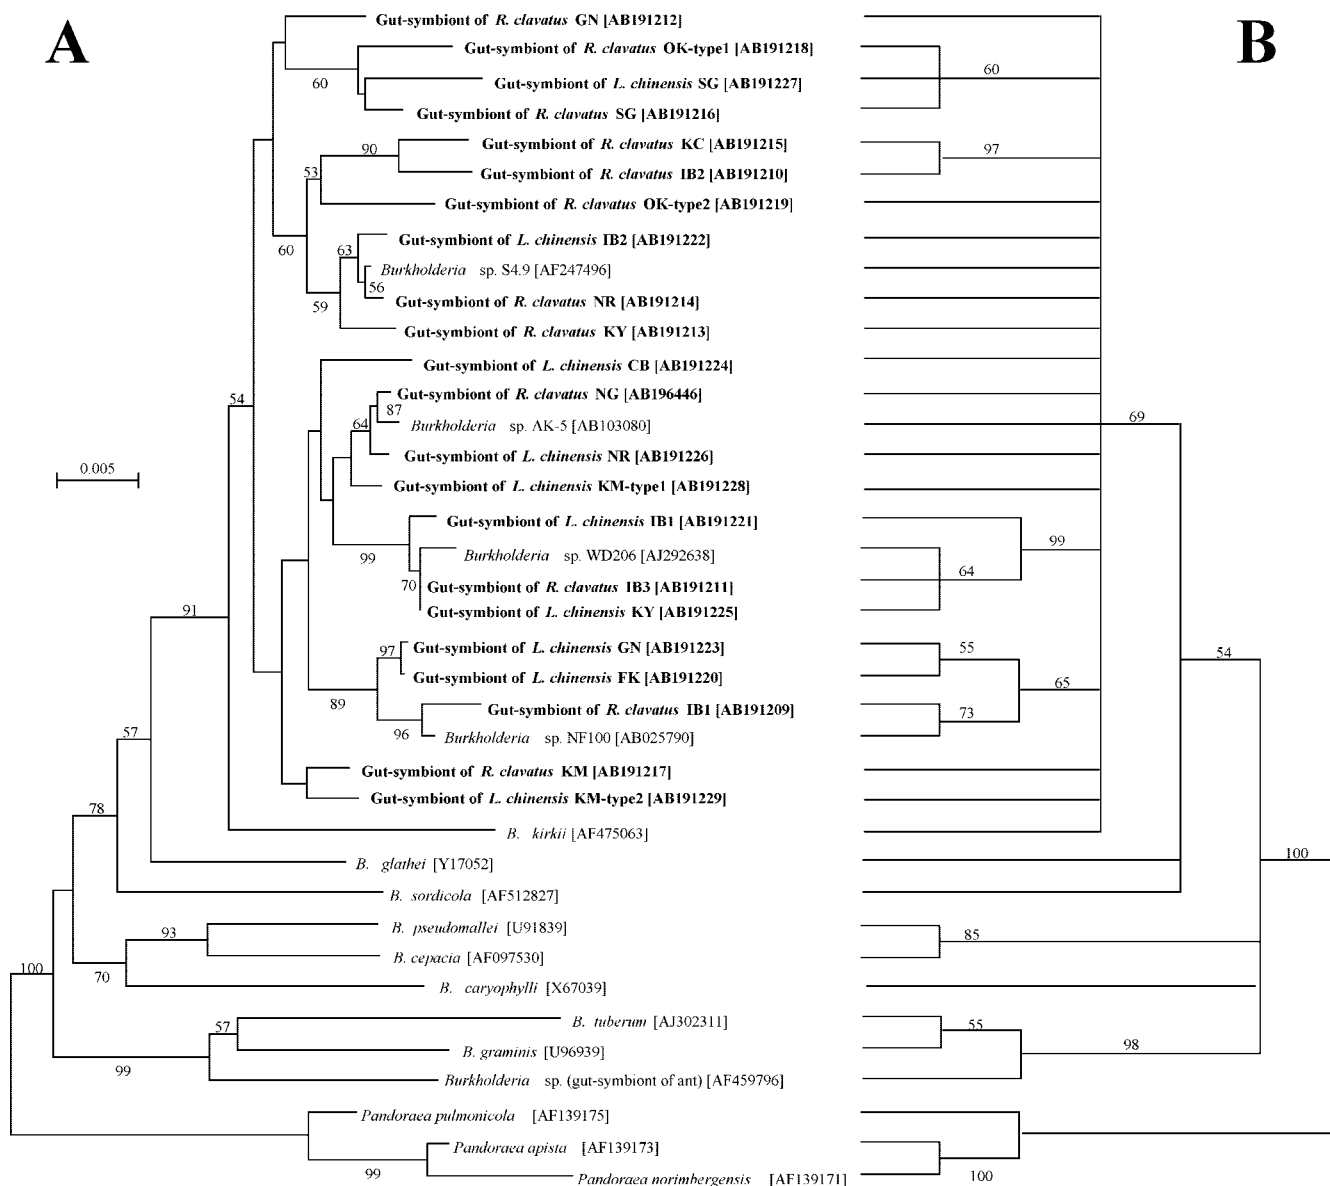 A
B
Gut-symbiont of R. clavatus GN [AB191212]
Gut-symbiont of R. clavatus OK-type1 [AB191218]
60
60
Gut-symbiont of L. chinensis SG [AB191227]
Gut-symbiont of R. clavatus SG [AB191216]
Gut-symbiont of R. clavatus KC [AB191215]
90
97
Gut-symbiont of R. clavatus IB2 [AB191210]
53
Gut-symbiont of R. clavatus OK-type2 [AB191219]
60
Gut-symbiont of L. chinensis IB2 [AB191222]
63
Burkholderia sp. S4.9 [AF247496]
56
Gut-symbiont of R. clavatus NR [AB191214]
59
Gut-symbiont of R. clavatus KY [AB191213]
Gut-symbiont of L. chinensis CB [AB191224]
54
Gut-symbiont of R. clavatus NG [AB196446]
87
69
64
Burkholderia sp. AK-5 [AB103080]
Gut-symbiont of L. chinensis NR [AB191226]
0.005
Gut-symbiont of L. chinensis KM-type1 [AB191228]
Gut-symbiont of L. chinensis IB1 [AB191221]
99
99
Burkholderia sp. WD206 [AJ292638]
64
70
Gut-symbiont of R. clavatus IB3 [AB191211]
Gut-symbiont of L. chinensis KY [AB191225]
91
Gut-symbiont of L. chinensis GN [AB191223]
97
55
54
Gut-symbiont of L. chinensis FK [AB191220]
65
89
Gut-symbiont of R. clavatus IB1 [AB191209]
73
96
Burkholderia sp. NF100 [AB025790]
57
Gut-symbiont of R. clavatus KM [AB191217]
Gut-symbiont of L. chinensis KM-type2 [AB191229]
78
B. kirkii [AF475063]
100
B. glathei [Y17052]
B. sordicola [AF512827]
B. pseudomallei [U91839]
93
85
B. cepacia [AF097530]
100
70
B. caryophylli [X67039]
B. tuberum [AJ302311]
57
55
B. graminis [U96939]
98
99
Burkholderia sp. (gut-symbiont of ant) [AF459796]
Pandoraea pulmonicola [AF139175]
Pandoraea apista [AF139173]
99
100
Pandoraea norimbergensis [AF139171]